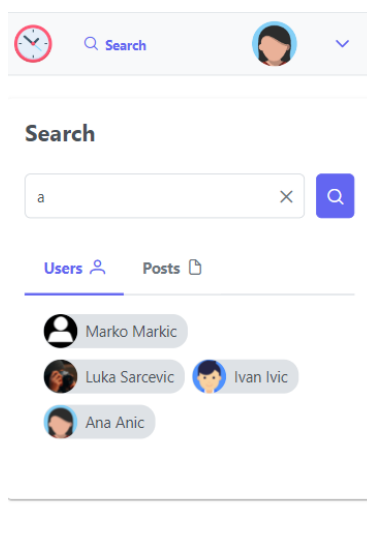 Search
Search
a
Users Posts
Marko Markic
Luka Sarcevic Ivan Ivic
Ana Anic